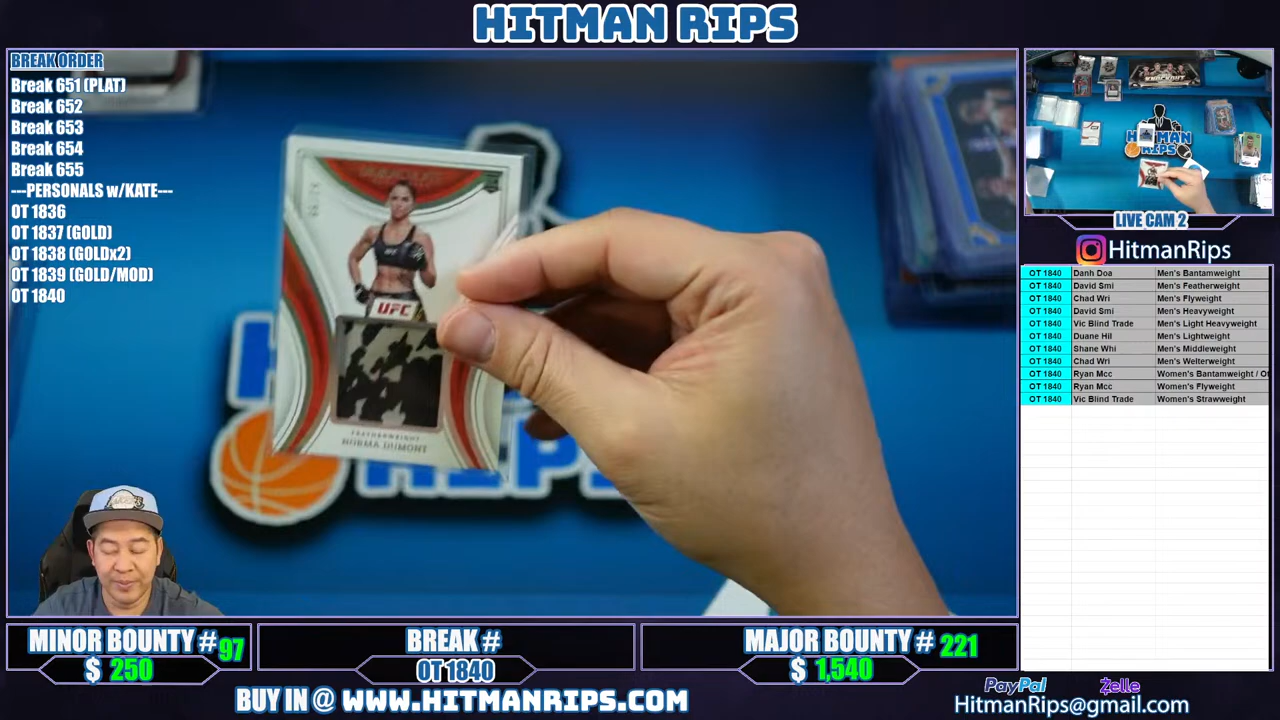 HITMAN RIPS
BREAK ORDER
Break 651 (PLAT)
Break 652
Break 653
Break 654
Break 655
---PERSONALS w/KATE---
OT 1836
OT 1837 (GOLD)
OT 1838 (GOLDx2)
OT 1839 (GOLD/MOD)
OT 1840
UFC
FEATHERWEIGHT
NORMA DUMONT
LIVE CAM 2
HitmanRips
OT 1840 Danh Doa Men's Bantamweight
OT 1840 David Smi Men's Featherweight
OT 1840 Chad Wri Men's Flyweight
OT 1840 David Smi Men's Heavyweight
OT 1840 Vic Blind Trade Men's Light Heavyweight
OT 1840 Duane Hil Men's Lightweight
OT 1840 Shane Whi Men's Middleweight
OT 1840 Chad Wri Men's Welterweight
OT 1840 Ryan Mcc Women's Bantamweight / Ot
OT 1840 Ryan Mcc Women's Flyweight
OT 1840 Vic Blind Trade Women's Strawweight
MINOR BOUNTY # 97
$ 250
BREAK #
OT 1840
MAJOR BOUNTY # 221
$ 1,540
BUY IN @ WWW.HITMANRIPS.COM
PayPal Zelle
HitmanRips@gmail.com